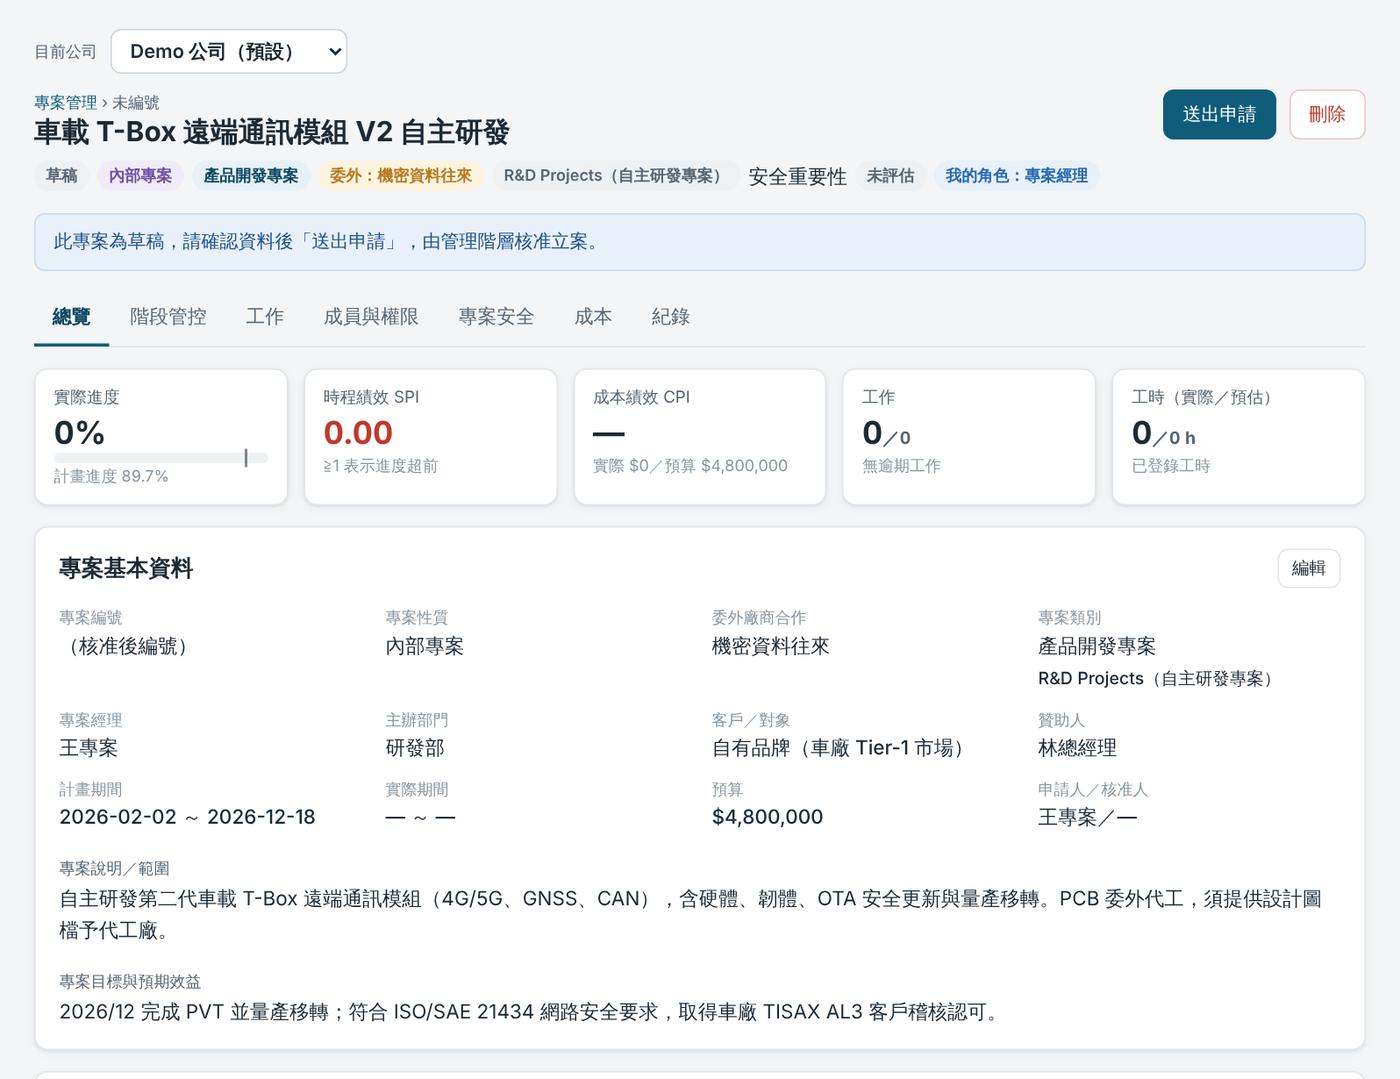 目前公司 Demo 公司（預設）
專案管理 › 未編號
車載 T-Box 遠端通訊模組 V2 自主研發
送出申請 刪除
草稿 內部專案 產品開發專案 委外：機密資料往來 R&D Projects（自主研發專案） 安全重要性 未評估 我的角色：專案經理
此專案為草稿，請確認資料後「送出申請」，由管理階層核准立案。
總覽 階段管控 工作 成員與權限 專案安全 成本 紀錄
實際進度
0%
計畫進度 89.7%
時程績效 SPI
0.00
≧1 表示進度超前
成本績效 CPI
—
實際 $0／預算 $4,800,000
工作
0／0
無逾期工作
工時（實際／預估）
0／0 h
已登錄工時
專案基本資料 編輯
專案編號
（核准後編號）
專案性質
內部專案
委外廠商合作
機密資料往來
專案類別
產品開發專案
R&D Projects（自主研發專案）
專案經理
王專案
主辦部門
研發部
客戶／對象
自有品牌（車廠 Tier-1 市場）
贊助人
林總經理
計畫期間
2026-02-02 ～ 2026-12-18
實際期間
— ～ —
預算
$4,800,000
申請人／核准人
王專案／—
專案說明／範圍
自主研發第二代車載 T-Box 遠端通訊模組（4G/5G、GNSS、CAN），含硬體、韌體、OTA 安全更新與量產移轉。PCB 委外代工，須提供設計圖
檔予代工廠。
專案目標與預期效益
2026/12 完成 PVT 並量產移轉；符合 ISO/SAE 21434 網路安全要求，取得車廠 TISAX AL3 客戶稽核認可。